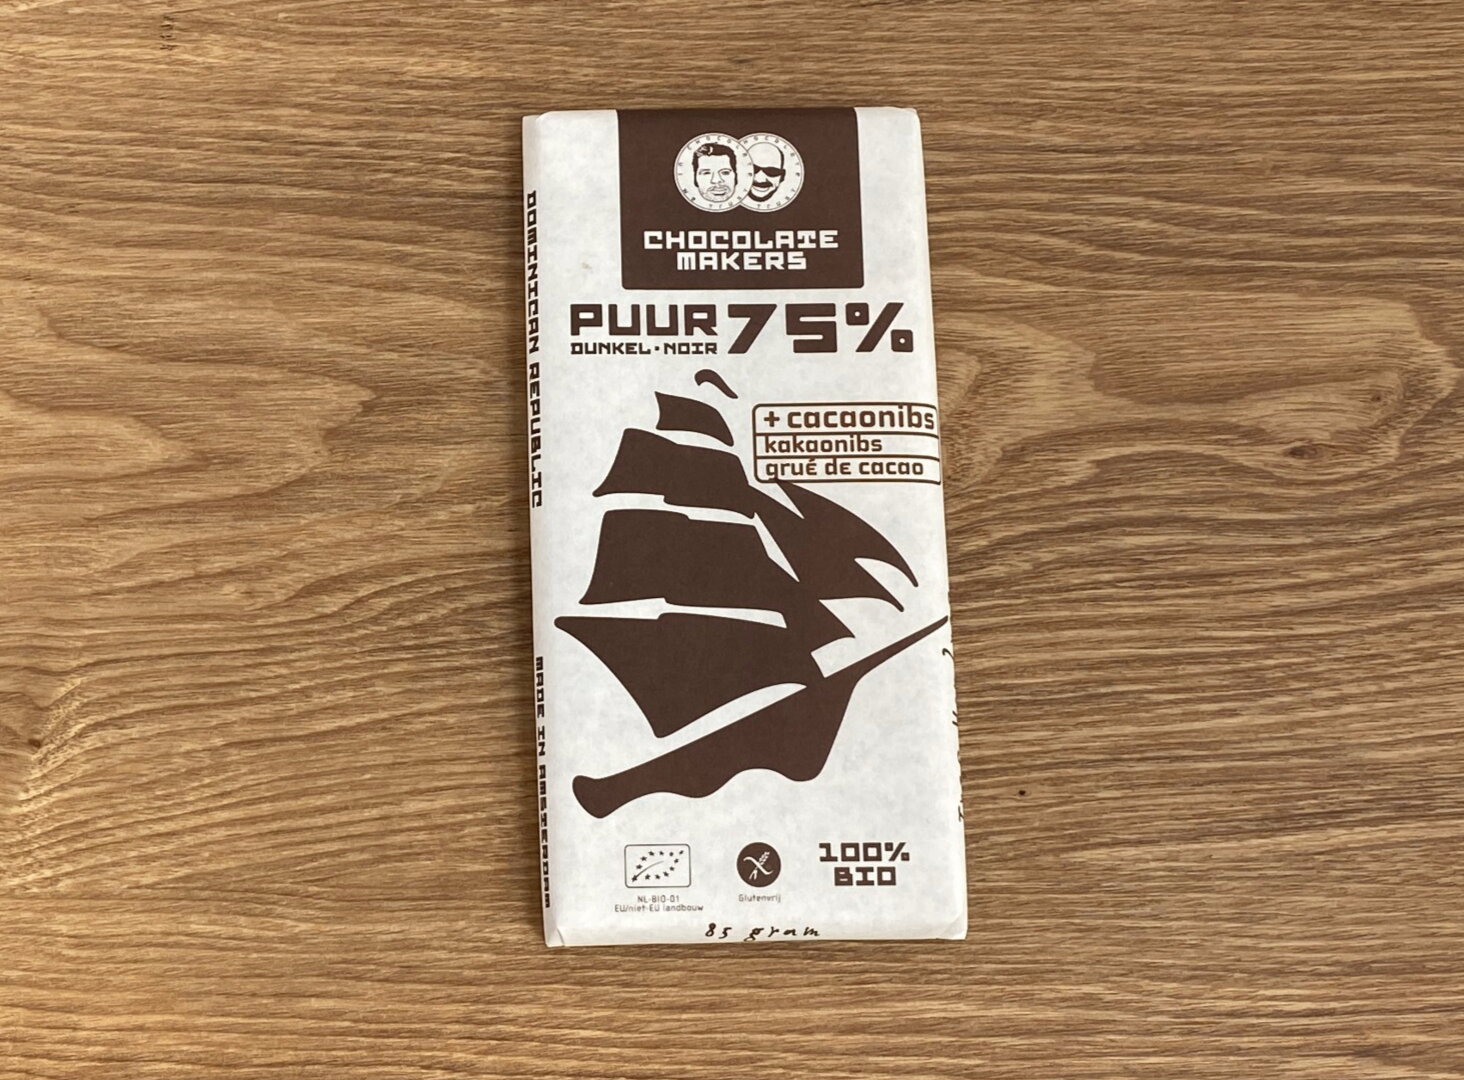 CHOCOLATE
MAKERS
PUUR 75%
DUNKEL·NOIR
+ cacaonibs
kakaonibs
grué de cacao
DOMINICAN REPUBLIC
MADE IN AMSTERDAM
NL-BIO-01
EU/niet-EU landbouw
Glutenvrij
100%
BIO
85 gram